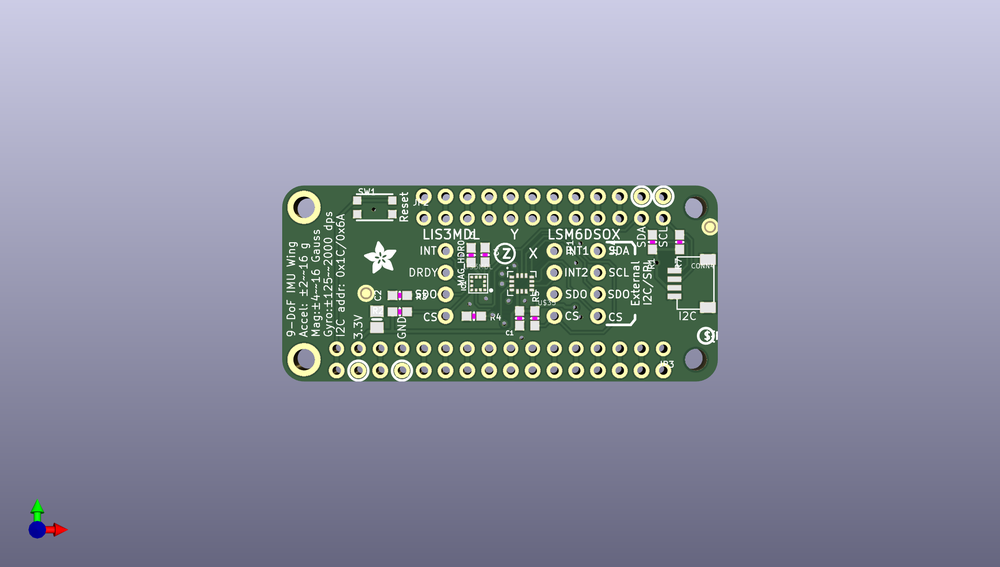 SW1
Reset
9-DoF IMU Wing
Accel: ±2~16 g
Mag:±4~16 Gauss
Gyro:±125~2000 dps
I2C addr: 0x1C/0x6A
C2
3.3V
GND
LIS3MDL
Y
LSM6DSOX
Z
X
INT
DRDY
SDO
CS
R4
C1
INT1
INT2
SDO
CS
SDA
SCL
SDO
CS
External
I2C/SPI
SDA
SCL
I2C